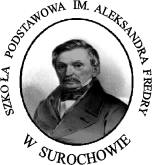 SZKOŁA PODSTAWOWA IM. ALEKSANDRA FREDRY
W SUROCHOWIE